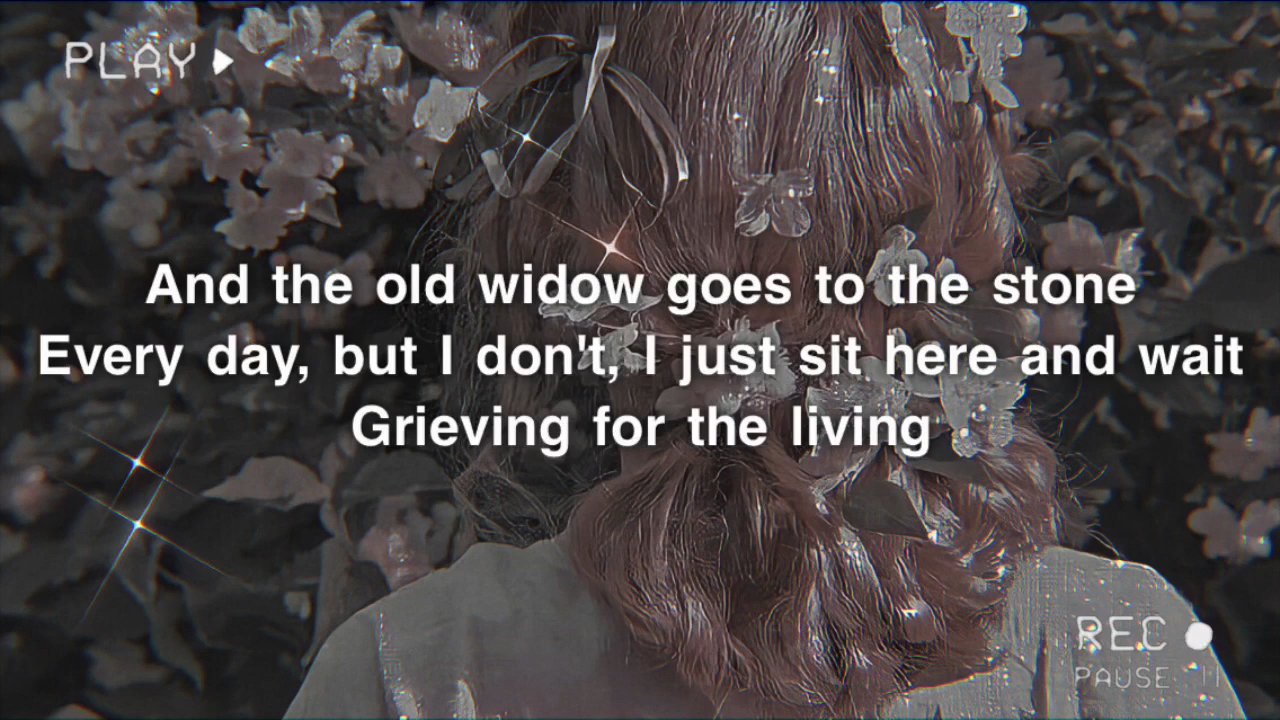 PLAY
And the old widow goes to the stone
Every day, but I don't, I just sit here and wait
Grieving for the living
REC
PAUSE